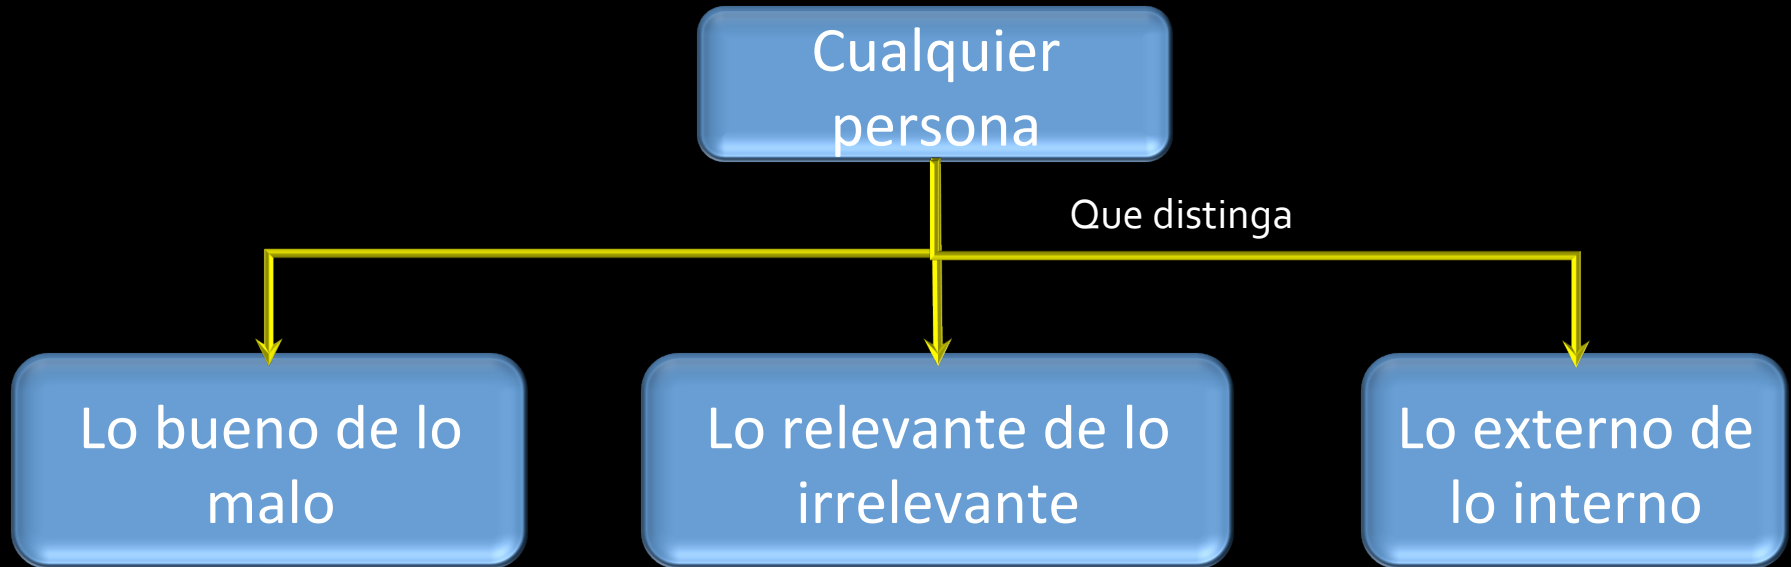 Cualquier
persona
Que distinga
Lo bueno de lo
malo
Lo relevante de lo
irrelevante
Lo externo de
lo interno